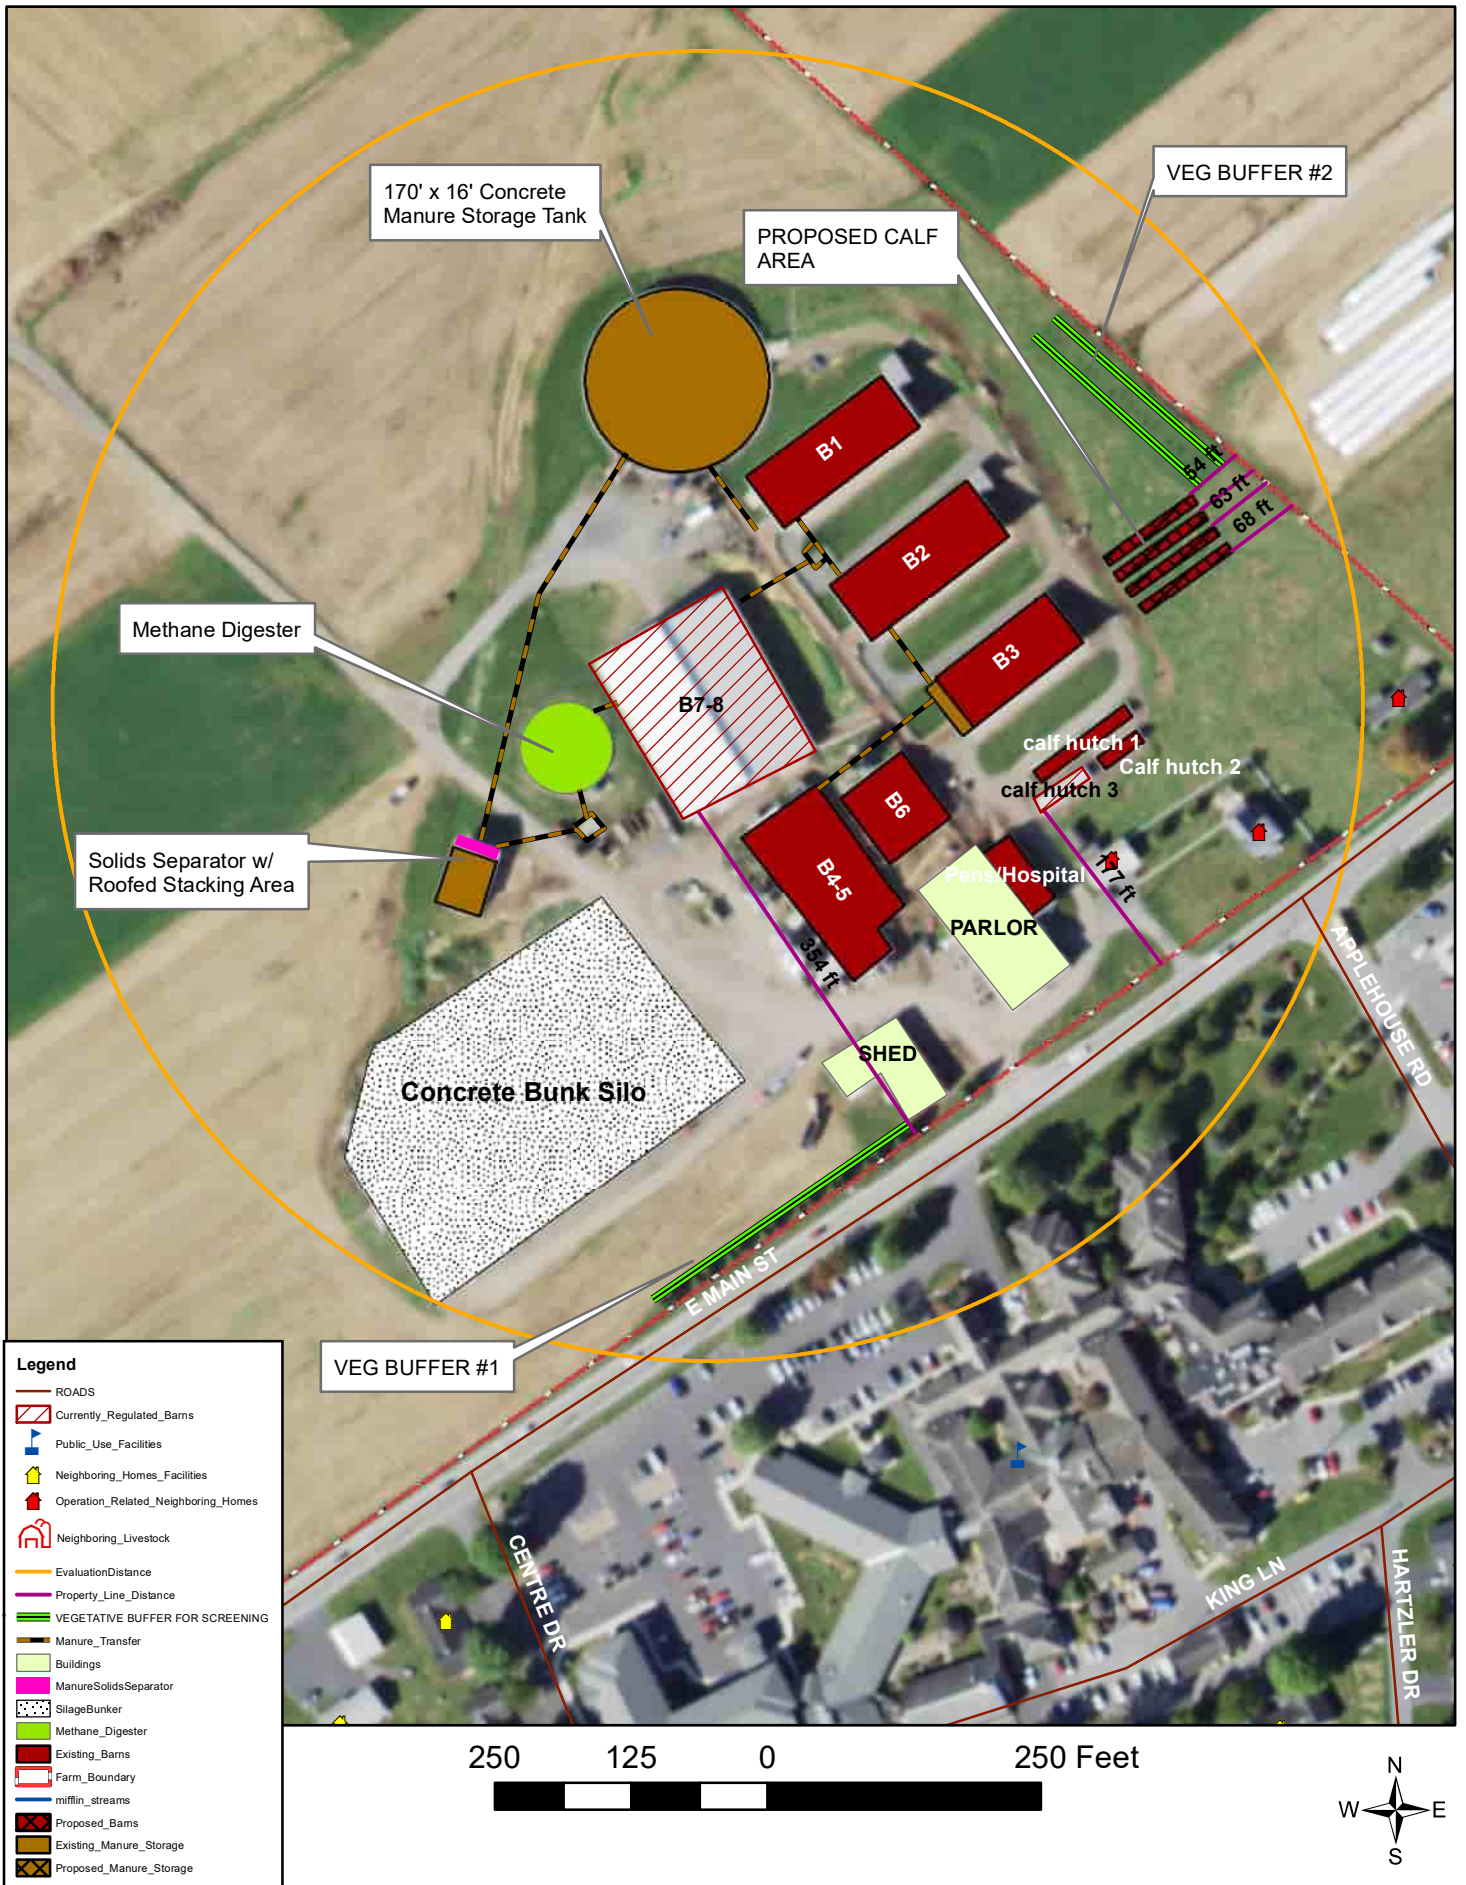 170' x 16' Concrete
Manure Storage Tank
VEG BUFFER #2
PROPOSED CALF
AREA
B1
54 ft
63 ft
68 ft
B2
Methane Digester
B3
B7-8
calf hutch 1
Calf hutch 2
calf hutch 3
B6
Solids Separator w/
Roofed Stacking Area
B4-5
Pens/Hospital
177 ft
PARLOR
354 ft
APPLEHOUSE RD
SHED
Concrete Bunk Silo
E MAIN ST
VEG BUFFER #1
CENTRE DR
KING LN
HARTZLER DR
Legend
ROADS
Currently_Regulated_Barns
Public_Use_Facilities
Neighboring_Homes_Facilities
Operation_Related_Neighboring_Homes
Neighboring_Livestock
EvaluationDistance
Property_Line_Distance
VEGETATIVE BUFFER FOR SCREENING
Manure_Transfer
Buildings
ManureSolidsSeparator
SilageBunker
Methane_Digester
Existing_Barns
Farm_Boundary
mifflin_streams
Proposed_Barns
Existing_Manure_Storage
Proposed_Manure_Storage
250 125 0 250 Feet
N
W E
S